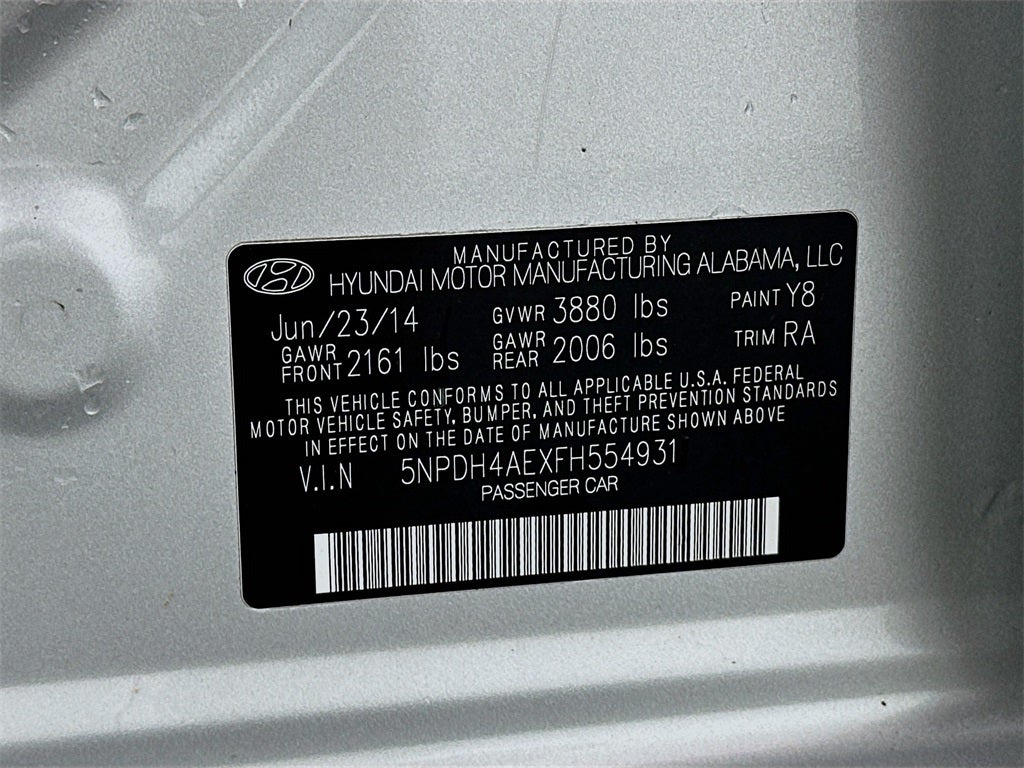 MANUFACTURED BY
HYUNDAI MOTOR MANUFACTURING ALABAMA, LLC
Jun/23/14 GVWR 3880 lbs PAINT Y8
GAWR FRONT 2161 lbs GAWR REAR 2006 lbs TRIM RA
THIS VEHICLE CONFORMS TO ALL APPLICABLE U.S.A. FEDERAL
MOTOR VEHICLE SAFETY, BUMPER, AND THEFT PREVENTION STANDARDS
IN EFFECT ON THE DATE OF MANUFACTURE SHOWN ABOVE
V.I.N 5NPDH4AEXFH554931
PASSENGER CAR